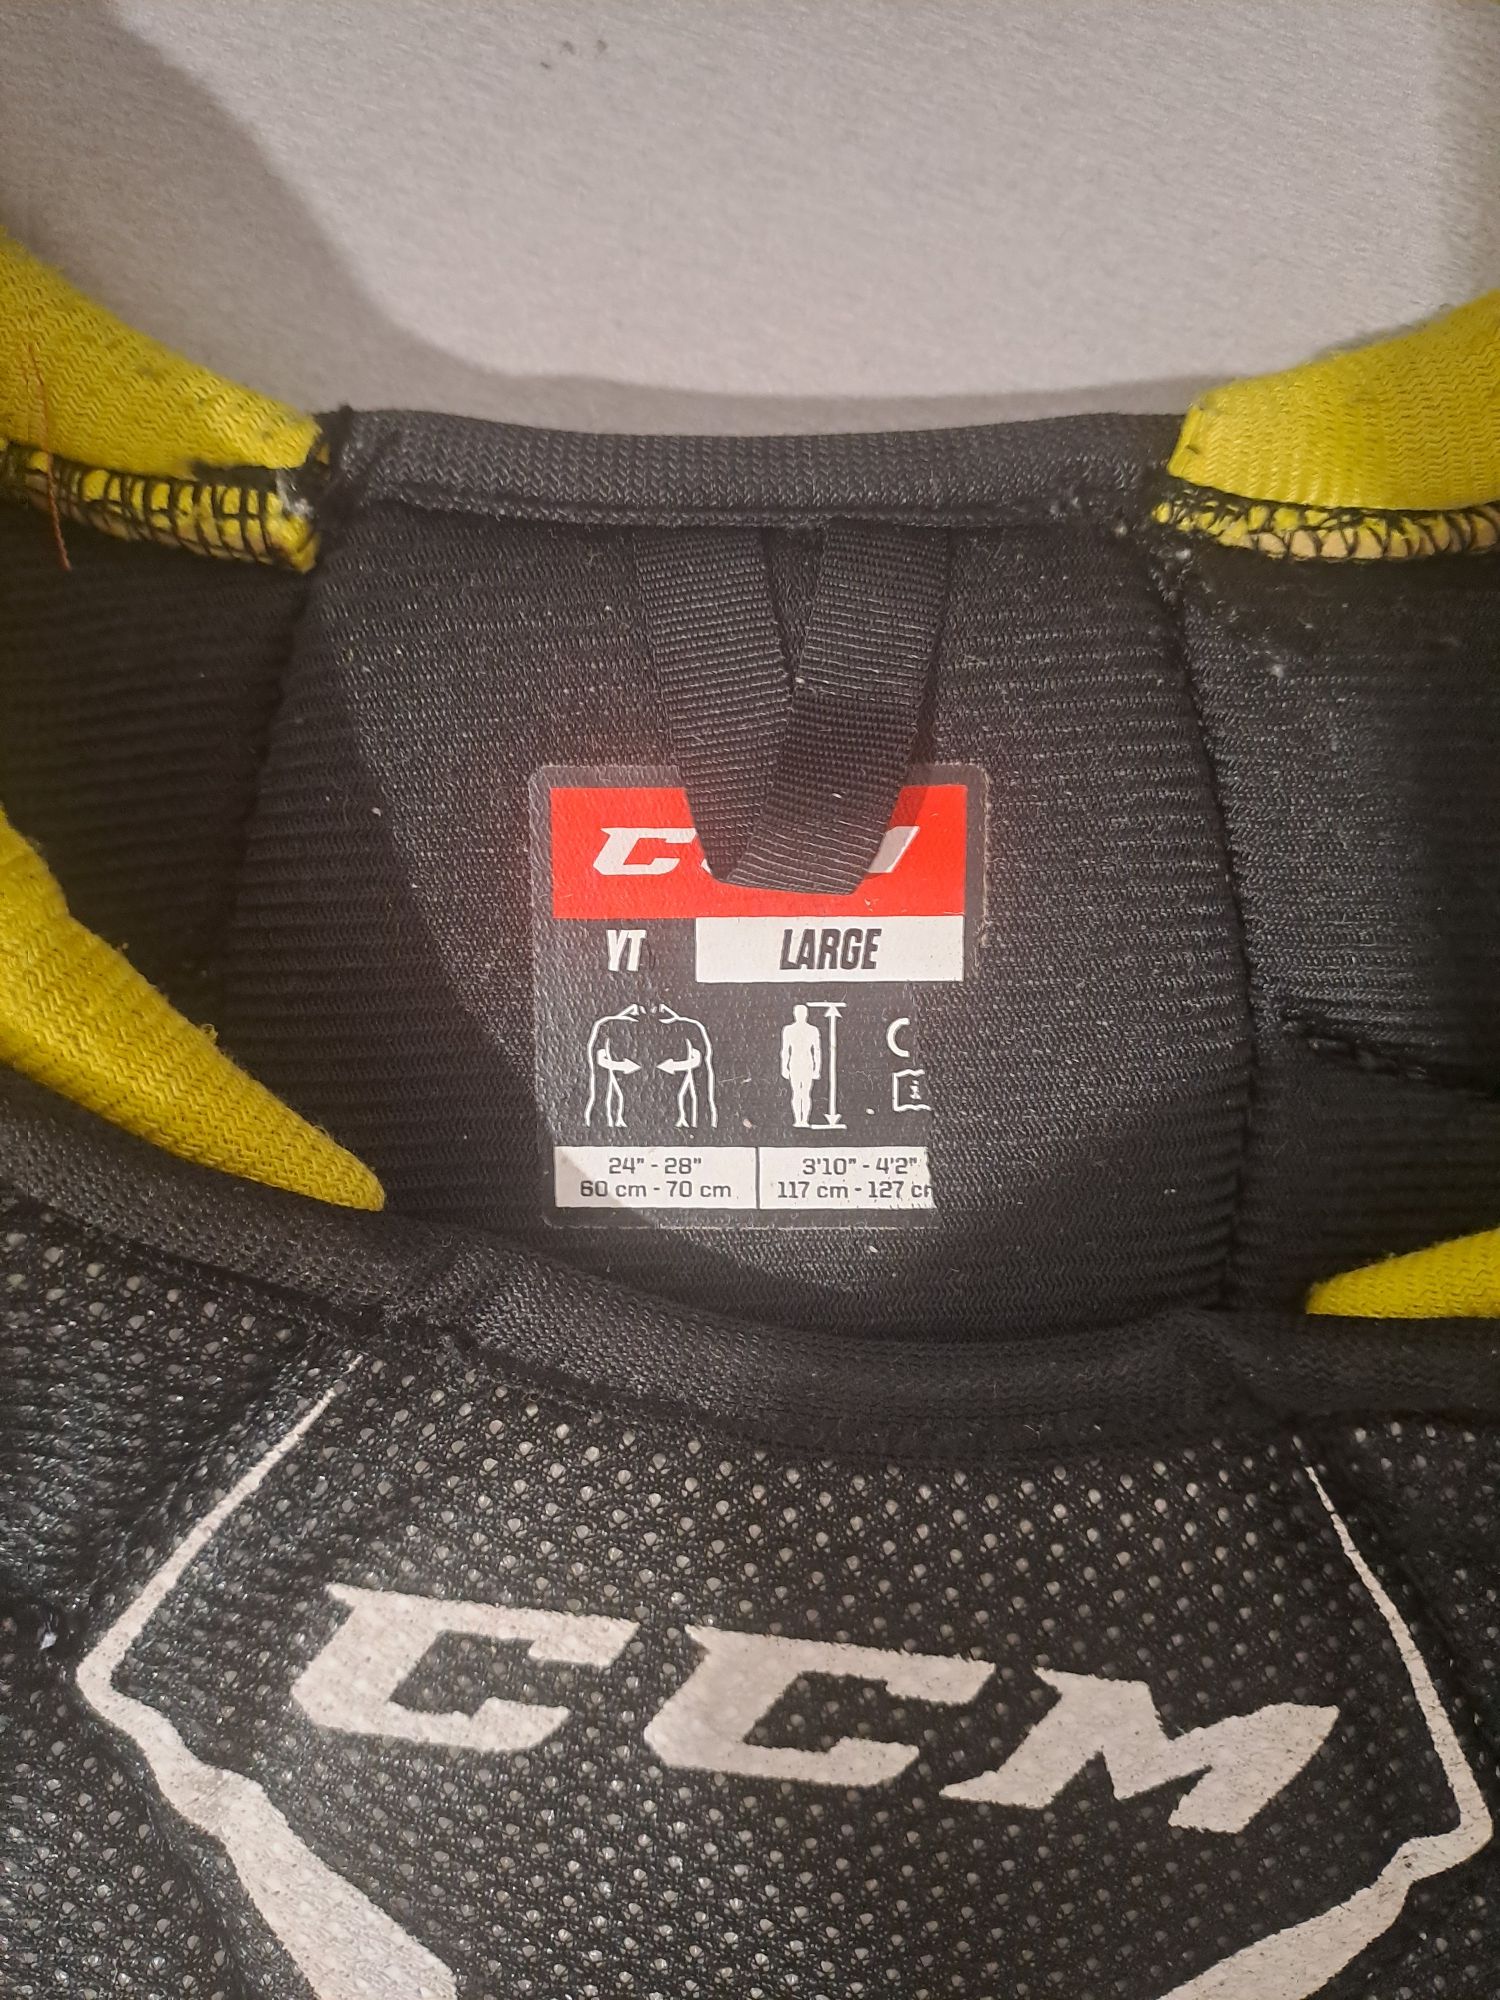 YT LARGE
24" - 28" 3'10" - 4'2"
60 cm - 70 cm 117 cm - 127
CCM